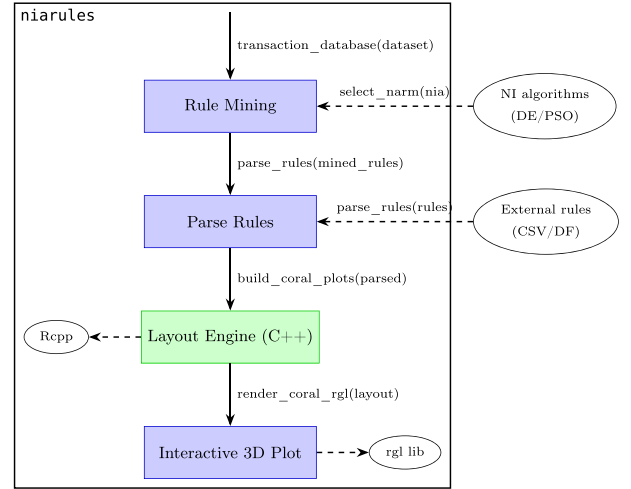 niarules
transaction_database(dataset)
select_narm(nia)
Rule Mining
NI algorithms
(DE/PSO)
parse_rules(mined_rules)
parse_rules(rules)
Parse Rules
External rules
(CSV/DF)
build_coral_plots(parsed)
Rcpp
Layout Engine (C++)
render_coral_rgl(layout)
Interactive 3D Plot
rgl lib